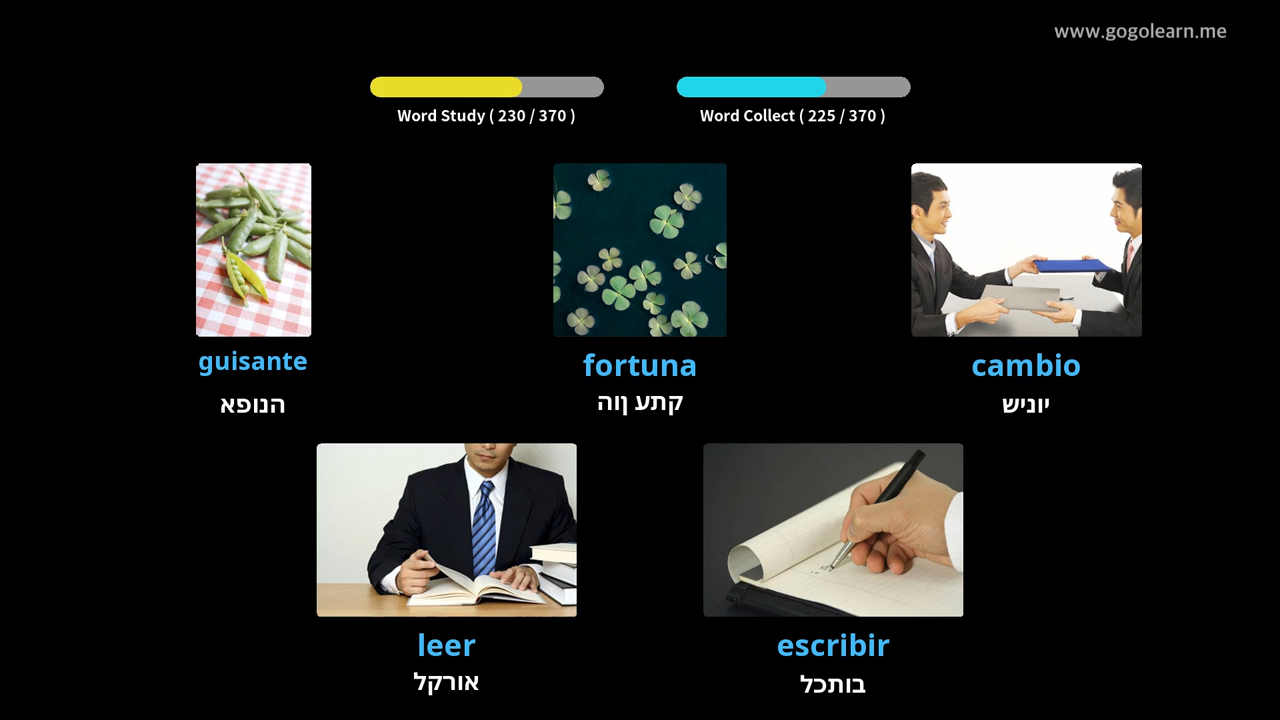 www.gogolearn.me
Word Study ( 230 / 370 )
Word Collect ( 225 / 370 )
guisante
הנופא
fortuna
קתע ןוה
cambio
יוניש
leer
אורקל
escribir
בותכל